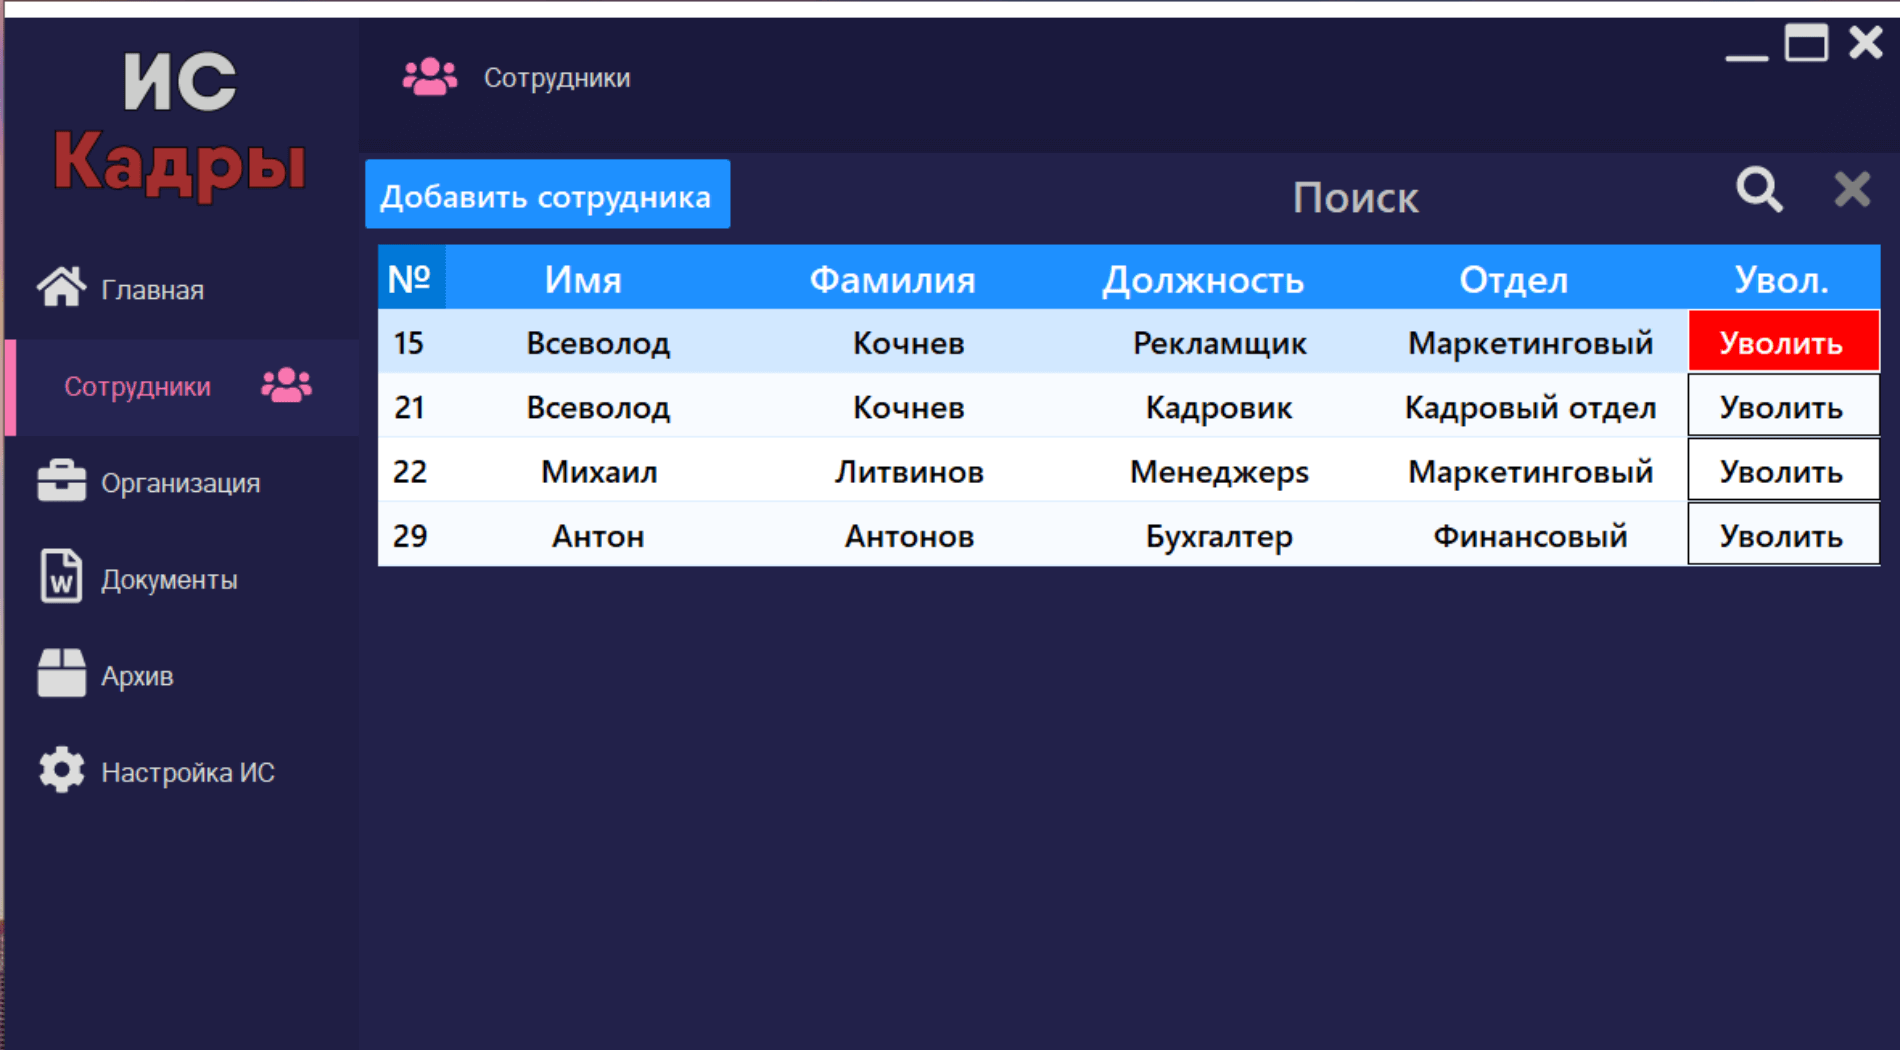 ИС
Кадры
Сотрудники
Главная
Сотрудники
Организация
Документы
Архив
Настройка ИС
Добавить сотрудника
Поиск
№ Имя Фамилия Должность Отдел Увол.
15 Всеволод Кочнев Рекламщик Маркетинговый Уволить
21 Всеволод Кочнев Кадровик Кадровый отдел Уволить
22 Михаил Литвинов Менеджерs Маркетинговый Уволить
29 Антон Антонов Бухгалтер Финансовый Уволить